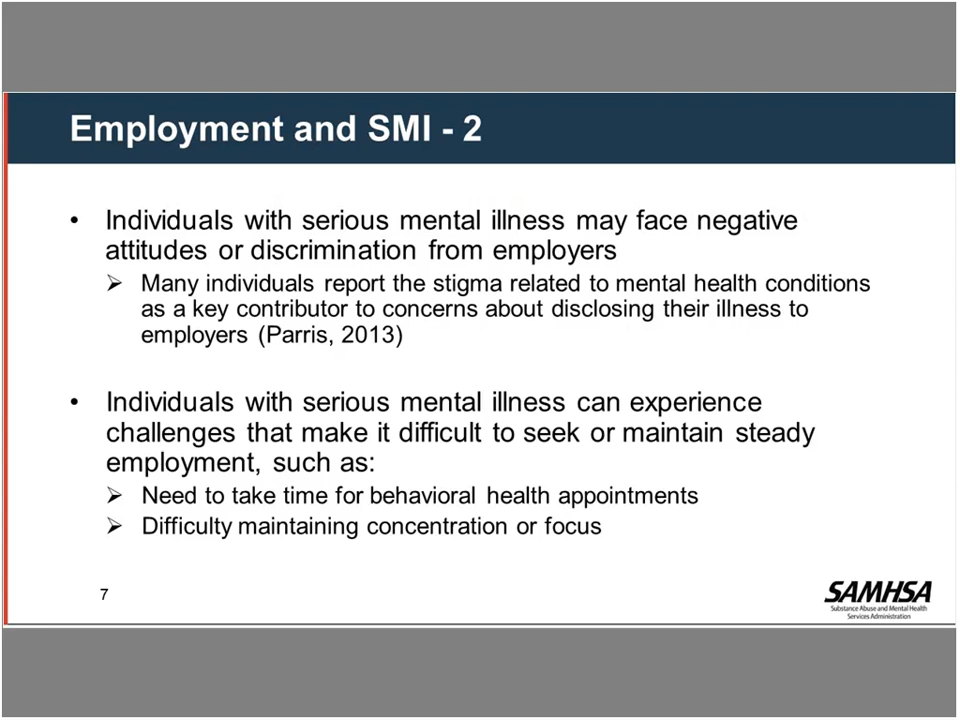 Employment and SMI - 2
• Individuals with serious mental illness may face negative
attitudes or discrimination from employers
➢ Many individuals report the stigma related to mental health conditions
as a key contributor to concerns about disclosing their illness to
employers (Parris, 2013)
• Individuals with serious mental illness can experience
challenges that make it difficult to seek or maintain steady
employment, such as:
➢ Need to take time for behavioral health appointments
➢ Difficulty maintaining concentration or focus
7
SAMHSA
Substance Abuse and Mental Health
Services Administration